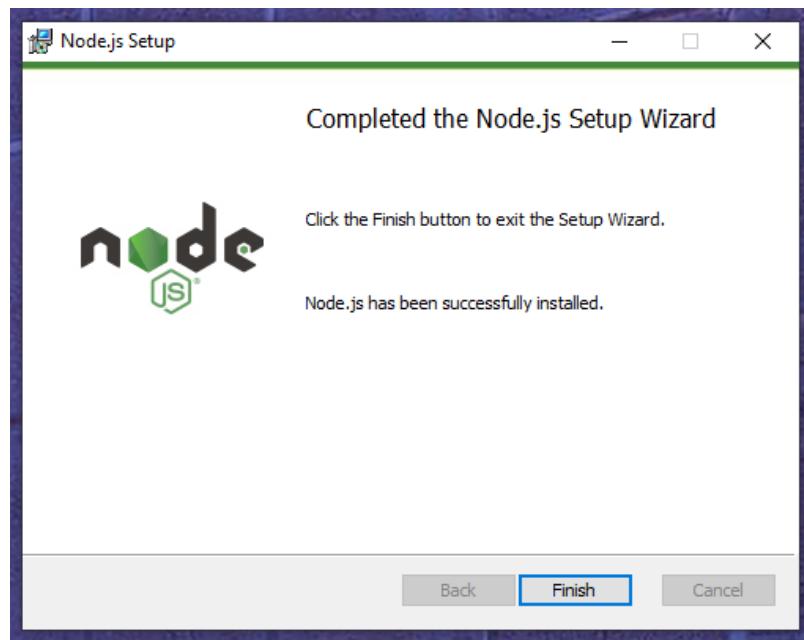 Node.js Setup
Completed the Node.js Setup Wizard
Click the Finish button to exit the Setup Wizard.
node
JS
Node.js has been successfully installed.
Back Finish Cancel